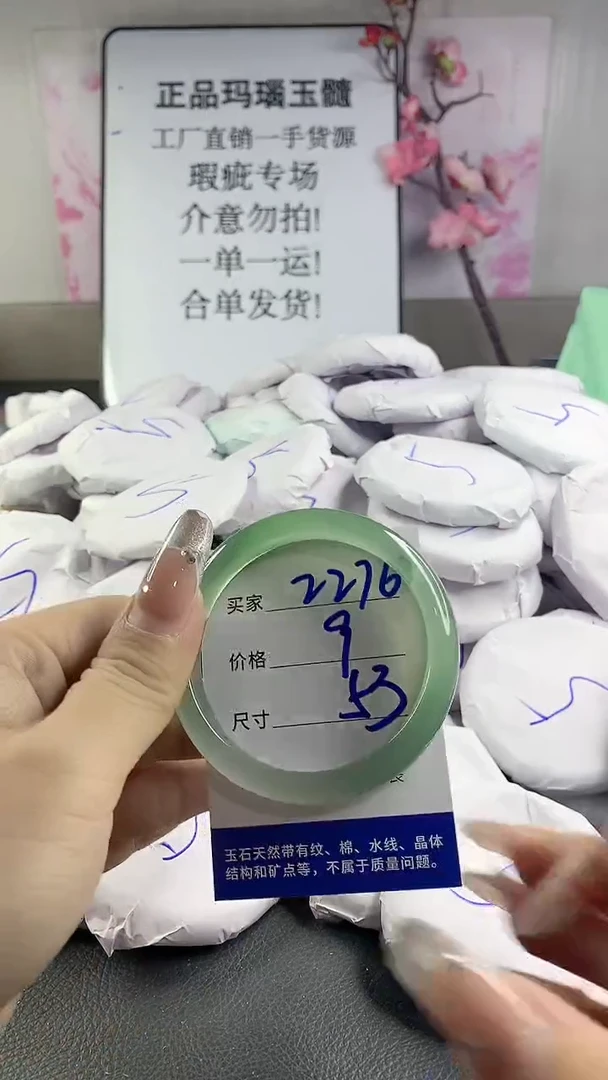 正品玛瑙玉髓
工厂直销一手货源
瑕疵专场
介意勿拍!
一单一运!
合单发货!
买家 2276
价格 9
尺寸 53
玉石天然带有纹、棉、水线、晶体
结构和矿点等，不属于质量问题。